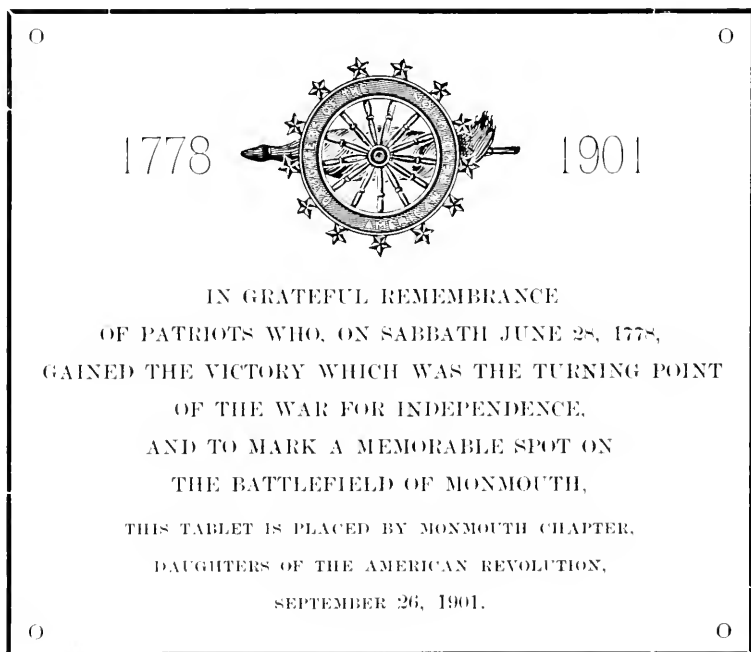 1778 1901
IN GRATEFUL REMEMBRANCE
OF PATRIOTS WHO, ON SABBATH JUNE 28, 1778,
GAINED THE VICTORY WHICH WAS THE TURNING POINT
OF THE WAR FOR INDEPENDENCE,
AND TO MARK A MEMORABLE SPOT ON
THE BATTLEFIELD OF MONMOUTH,
THIS TABLET IS PLACED BY MONMOUTH CHAPTER,
DAUGHTERS OF THE AMERICAN REVOLUTION,
SEPTEMBER 26, 1901.